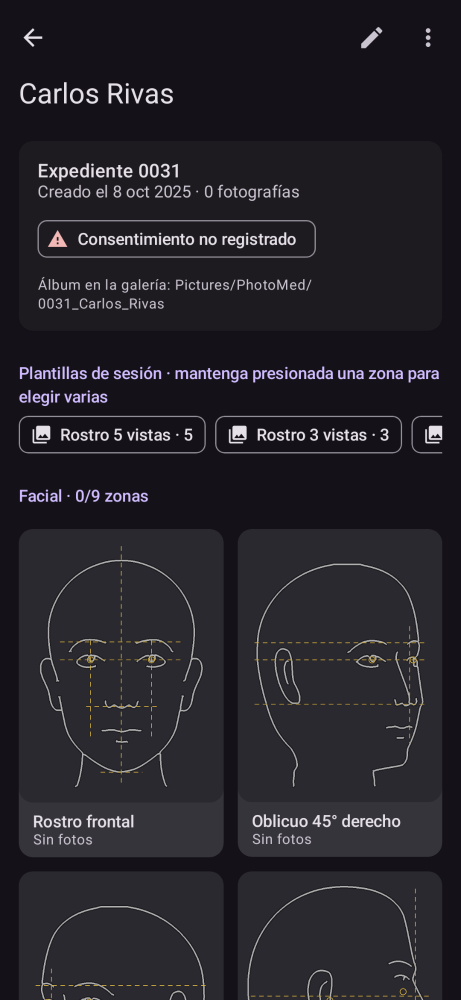 Carlos Rivas
Expediente 0031
Creado el 8 oct 2025 · 0 fotografías
Consentimiento no registrado
Álbum en la galería: Pictures/PhotoMed/
0031_Carlos_Rivas
Plantillas de sesión · mantenga presionada una zona para
elegir varias
Rostro 5 vistas · 5
Rostro 3 vistas · 3
Facial · 0/9 zonas
Rostro frontal
Sin fotos
Oblicuo 45° derecho
Sin fotos